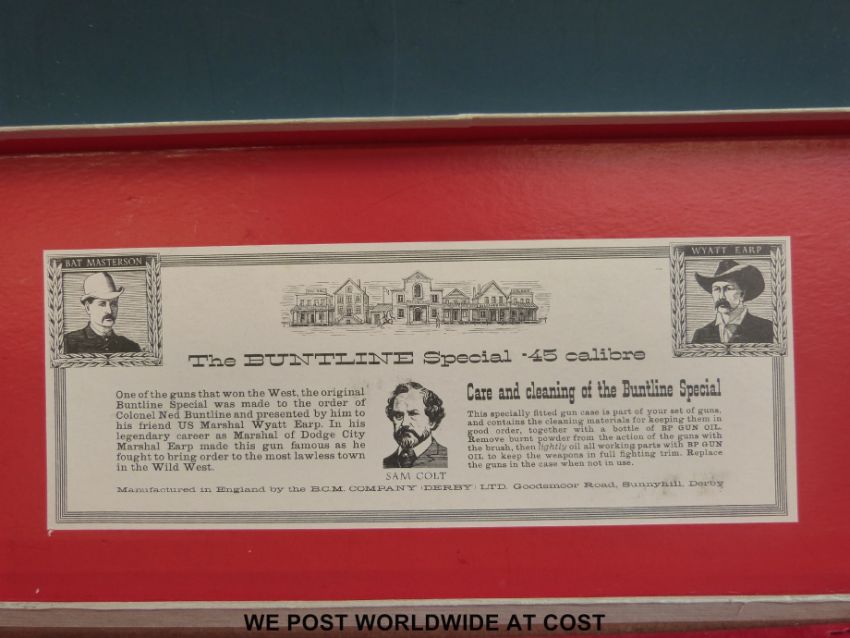 BAT MASTERSON
WYATT EARP
The BUNTLINE Special ·45 calibre
One of the guns that won the West, the original
Buntline Special was made to the order of
Colonel Ned Buntline and presented by him to
his friend US Marshal Wyatt Earp. In his
legendary career as Marshal of Dodge City
Marshal Earp made this gun famous as he
fought to bring order to the most lawless town
in the Wild West.
SAM COLT
Care and cleaning of the Buntline Special
This specially fitted gun case is part of your set of guns,
and contains the cleaning materials for keeping them in
good order, together with a bottle of BP GUN OIL.
Remove burnt powder from the action of the guns with
the brush, then lightly oil all working parts with BP GUN
OIL to keep the weapons in full fighting trim. Replace
the guns in the case when not in use.
Manufactured in England by the B.C.M. COMPANY (DERBY) LTD. Goodsmoor Road, Sunnyhill, Derby
WE POST WORLDWIDE AT COST